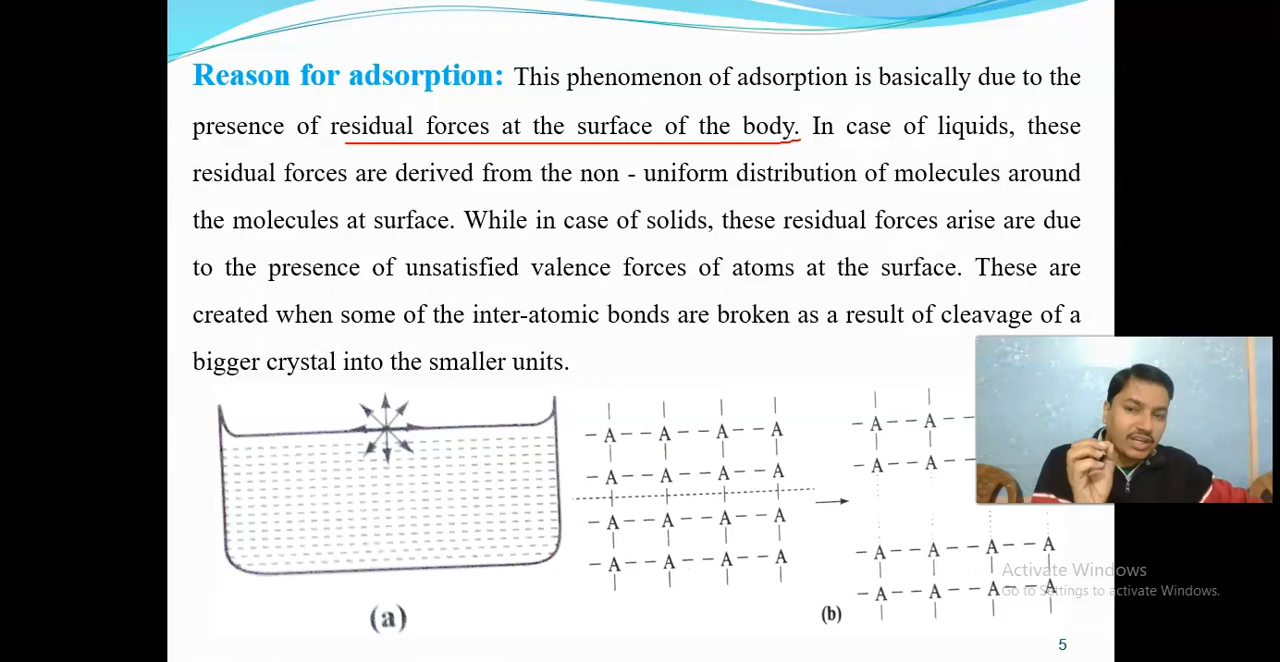 Reason for adsorption: This phenomenon of adsorption is basically due to the
presence of residual forces at the surface of the body. In case of liquids, these
residual forces are derived from the non - uniform distribution of molecules around
the molecules at surface. While in case of solids, these residual forces arise are due
to the presence of unsatisfied valence forces of atoms at the surface. These are
created when some of the inter-atomic bonds are broken as a result of cleavage of a
bigger crystal into the smaller units.
A A A A
A A A A
A A A A
A A A A
A A
A A
A A A A
A A A A
(a)
(b)
Activate Windows
Go to Settings to activate Windows.
5